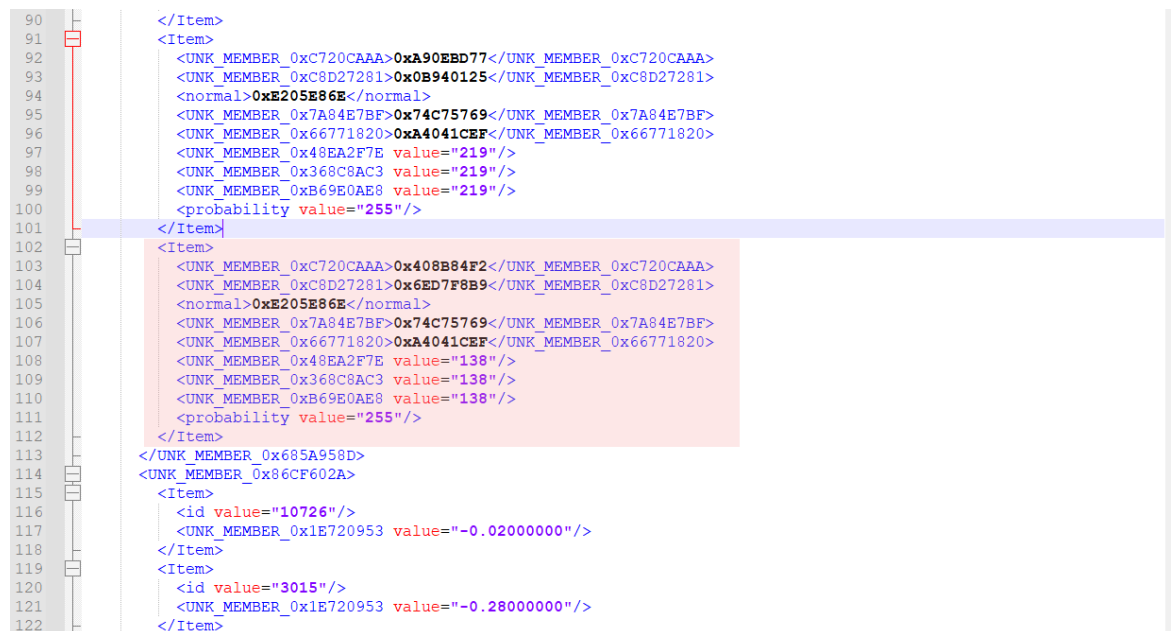 90 </Item>
91 <Item>
92 <UNK_MEMBER_0xC720CAAA>0xA90EBD77</UNK_MEMBER_0xC720CAAA>
93 <UNK_MEMBER_0xC8D27281>0x0B940125</UNK_MEMBER_0xC8D27281>
94 <normal>0xE205E86E</normal>
95 <UNK_MEMBER_0x7A84E7BF>0x74C75769</UNK_MEMBER_0x7A84E7BF>
96 <UNK_MEMBER_0x66771820>0xA4041CEF</UNK_MEMBER_0x66771820>
97 <UNK_MEMBER_0x48EA2F7E value="219"/>
98 <UNK_MEMBER_0x368C8AC3 value="219"/>
99 <UNK_MEMBER_0xB69E0AE8 value="219"/>
100 <probability value="255"/>
101 </Item>
102 <Item>
103 <UNK_MEMBER_0xC720CAAA>0x408B84F2</UNK_MEMBER_0xC720CAAA>
104 <UNK_MEMBER_0xC8D27281>0x6ED7F8B9</UNK_MEMBER_0xC8D27281>
105 <normal>0xE205E86E</normal>
106 <UNK_MEMBER_0x7A84E7BF>0x74C75769</UNK_MEMBER_0x7A84E7BF>
107 <UNK_MEMBER_0x66771820>0xA4041CEF</UNK_MEMBER_0x66771820>
108 <UNK_MEMBER_0x48EA2F7E value="138"/>
109 <UNK_MEMBER_0x368C8AC3 value="138"/>
110 <UNK_MEMBER_0xB69E0AE8 value="138"/>
111 <probability value="255"/>
112 </Item>
113 </UNK_MEMBER_0x685A958D>
114 <UNK_MEMBER_0x86CF602A>
115 <Item>
116 <id value="10726"/>
117 <UNK_MEMBER_0x1E720953 value="-0.02000000"/>
118 </Item>
119 <Item>
120 <id value="3015"/>
121 <UNK_MEMBER_0x1E720953 value="-0.28000000"/>
122 </Item>